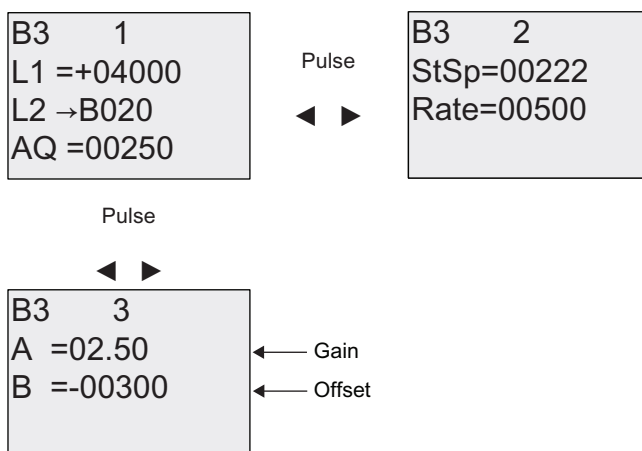 B3 1
L1 =+04000
L2 →B020
AQ =00250
Pulse
◄ ►
B3 2
StSp=00222
Rate=00500
Pulse
◄ ►
B3 3
A =02.50
B =-00300
Gain
Offset